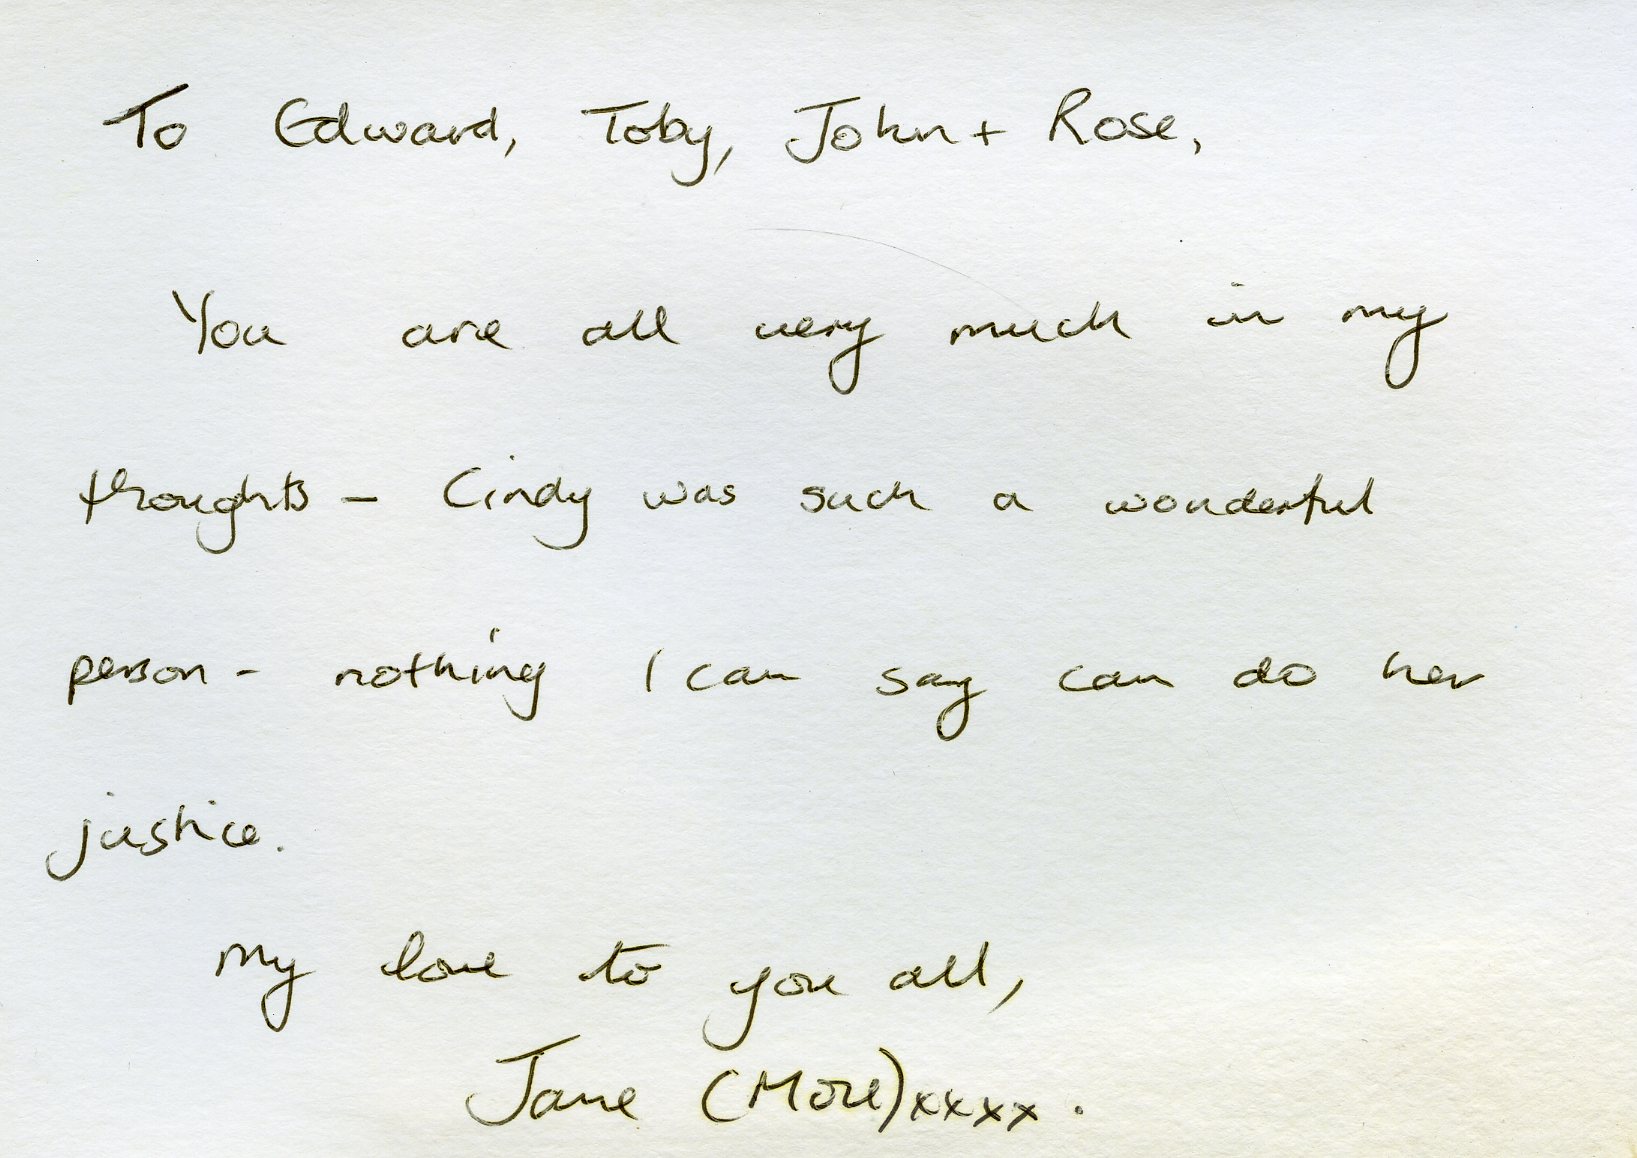 To Edward, Toby, John + Rose,
You are all very much in my
thoughts – Cindy was such a wonderful
person – nothing I can say can do her
justice.
My love to you all,
Jane (More) xxxx.